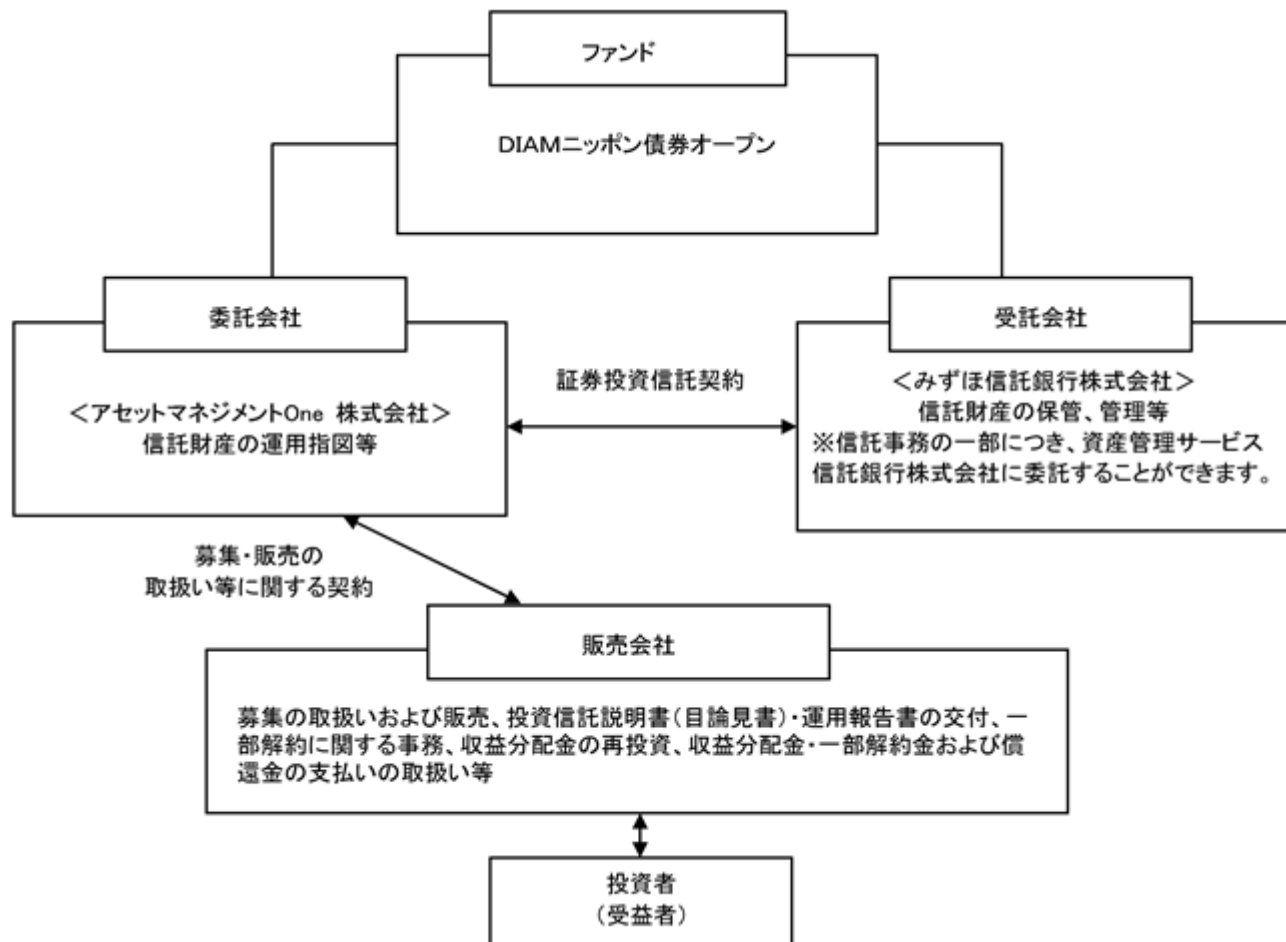 ファンド
DIAMニッポン債券オープン
委託会社
<アセットマネジメントOne 株式会社>
信託財産の運用指図等
証券投資信託契約
受託会社
<みずほ信託銀行株式会社>
信託財産の保管、管理等
※信託事務の一部につき、資産管理サービス
信託銀行株式会社に委託することができます。
募集・販売の
取扱い等に関する契約
販売会社
募集の取扱いおよび販売、投資信託説明書(目論見書)・運用報告書の交付、一
部解約に関する事務、収益分配金の再投資、収益分配金・一部解約金および償
還金の支払いの取扱い等
投資者
(受益者)